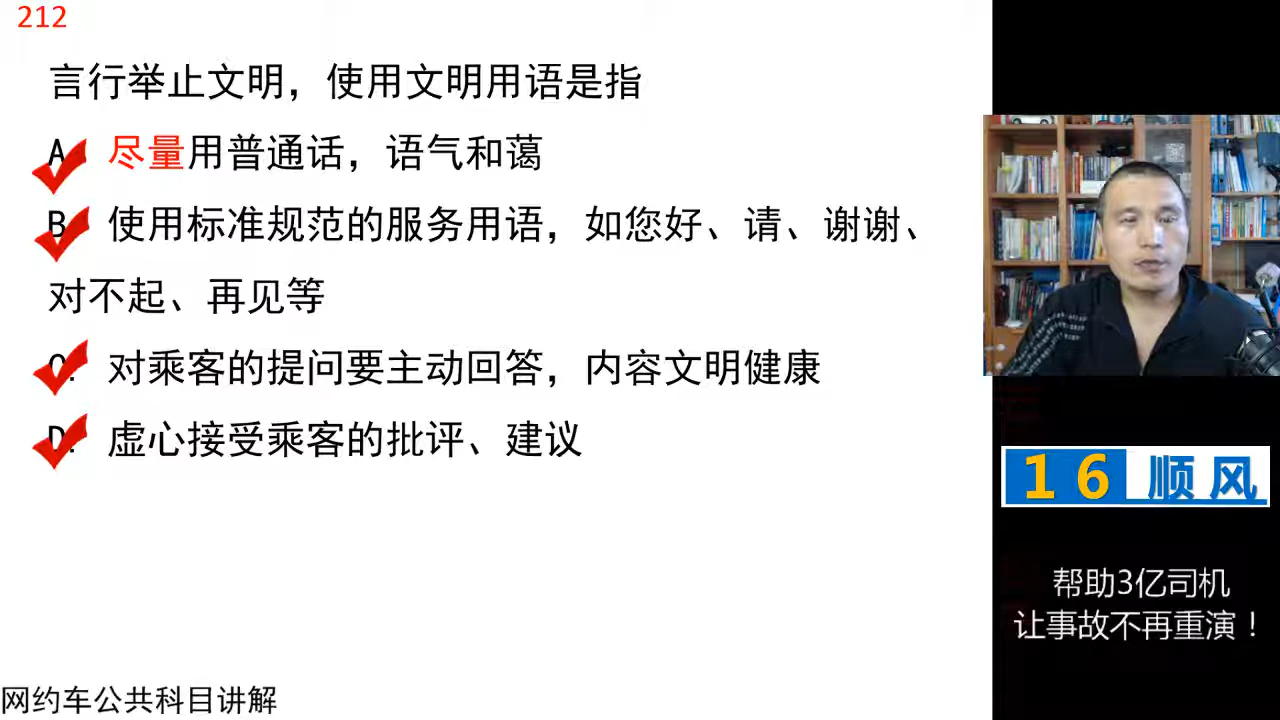 212
言行举止文明，使用文明用语是指
A. 尽量用普通话，语气和蔼
B. 使用标准规范的服务用语，如您好、请、谢谢、
对不起、再见等
C. 对乘客的提问要主动回答，内容文明健康
D. 虚心接受乘客的批评、建议
16顺风
帮助3亿司机
让事故不再重演！
网约车公共科目讲解